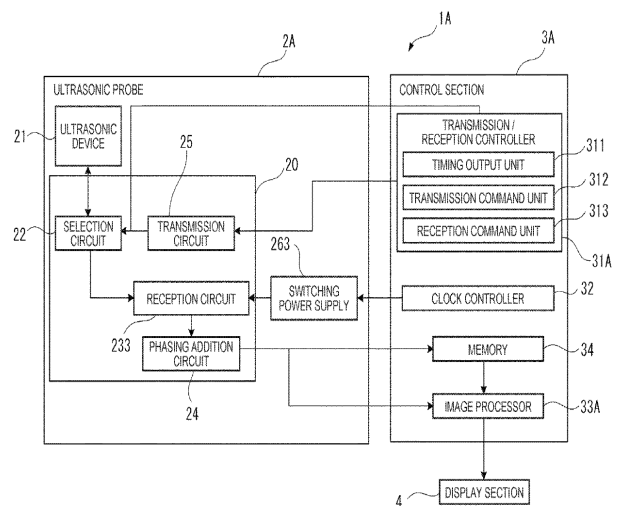 1A
2A
3A
ULTRASONIC PROBE
CONTROL SECTION
21
ULTRASONIC
DEVICE
TRANSMISSION /
RECEPTION CONTROLLER
25
20
TIMING OUTPUT UNIT
311
TRANSMISSION COMMAND UNIT
312
22
SELECTION
CIRCUIT
TRANSMISSION
CIRCUIT
RECEPTION COMMAND UNIT
313
263
31A
RECEPTION CIRCUIT
SWITCHING
POWER SUPPLY
CLOCK CONTROLLER
32
233
PHASING ADDITION
CIRCUIT
MEMORY
34
24
IMAGE PROCESSOR
33A
4
DISPLAY SECTION